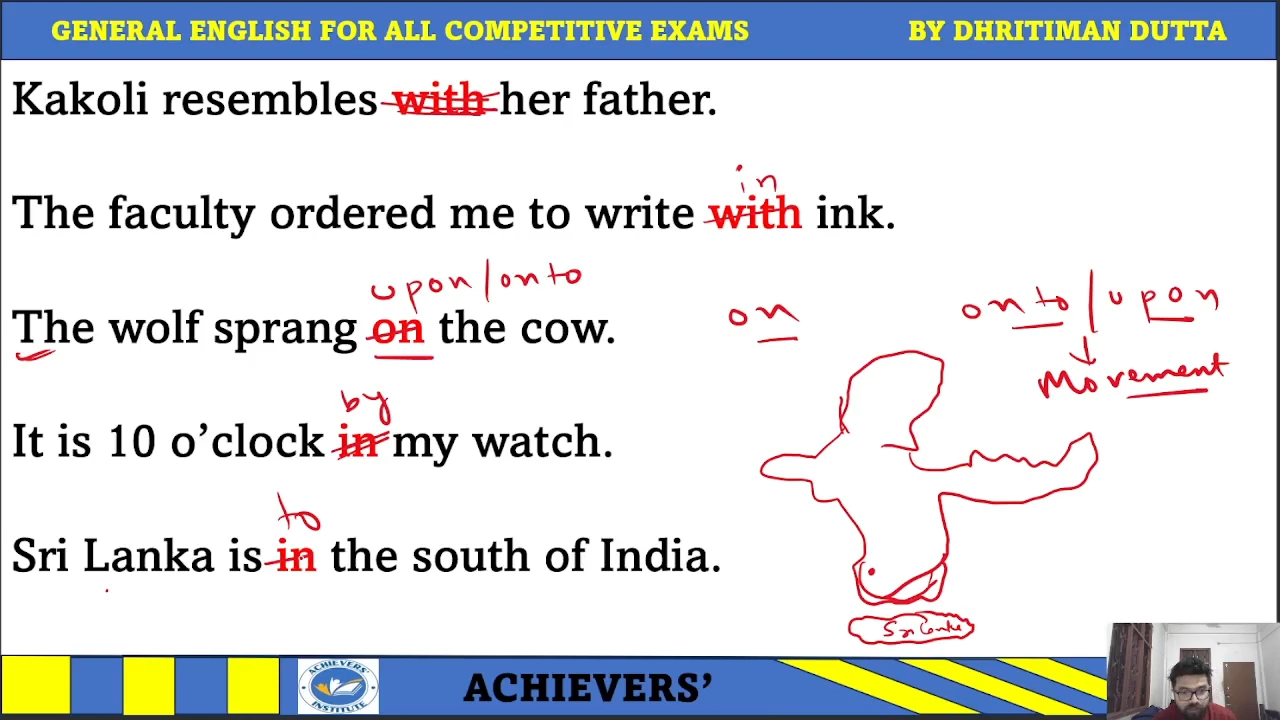 GENERAL ENGLISH FOR ALL COMPETITIVE EXAMS BY DHRITIMAN DUTTA
Kakoli resembles with her father.
in
The faculty ordered me to write with ink.
upon/onto
on onto/upon
The wolf sprang on the cow.
Movement
by
It is 10 o’clock in my watch.
to
Sri Lanka is in the south of India.
Sri Lanka
ACHIEVERS' INSTITUTE
ACHIEVERS’